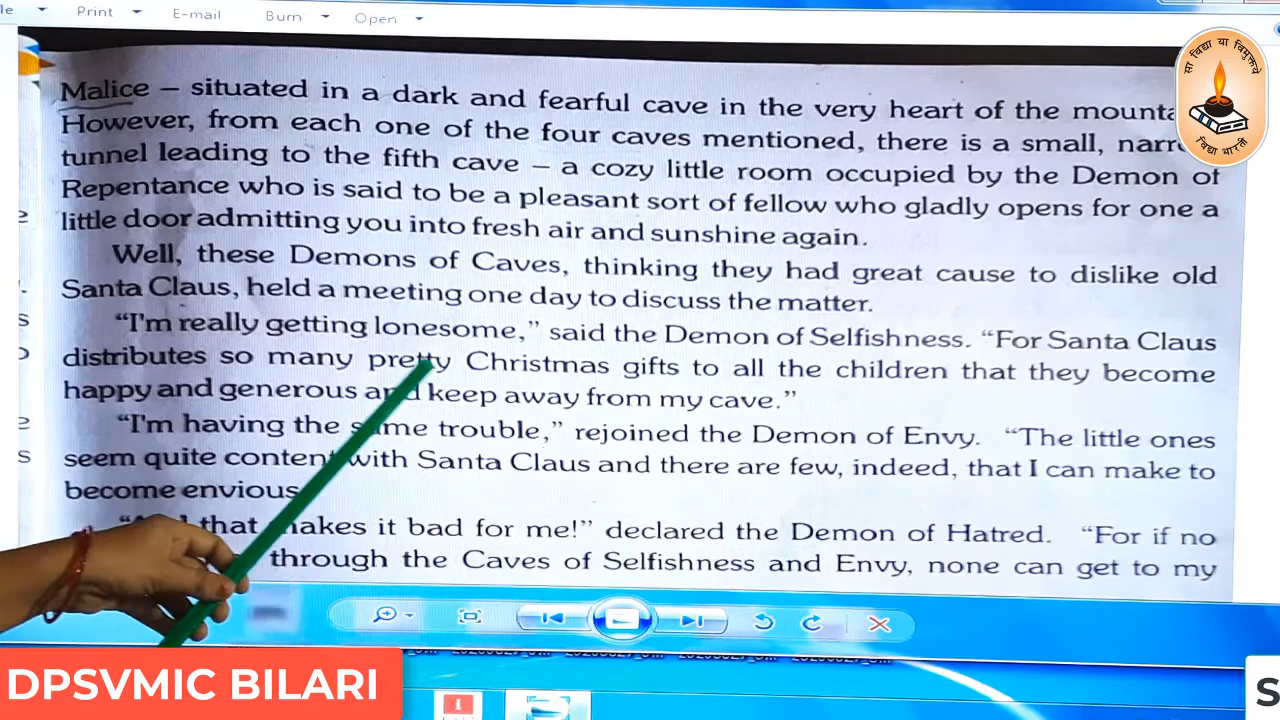 Print
E-mail
Burn
Open
सा विद्या या विमुक्तये
विद्या भारती
Malice – situated in a dark and fearful cave in the very heart of the
However, from each one of the four caves mentioned, there is a small,
tunnel leading to the fifth cave – a cozy little room occupied by the Demon of
Repentance who is said to be a pleasant sort of fellow who gladly opens for one a
little door admitting you into fresh air and sunshine again.
Well, these Demons of Caves, thinking they had great cause to dislike old
Santa Claus, held a meeting one day to discuss the matter.
“I'm really getting lonesome,” said the Demon of Selfishness. “For Santa Claus
distributes so many pretty Christmas gifts to all the children that they become
happy and generous and keep away from my cave.”
“I'm having the same trouble,” rejoined the Demon of Envy. “The little ones
seem quite content with Santa Claus and there are few, indeed, that I can make to
become envious
that makes it bad for me!” declared the Demon of Hatred. “For if no
through the Caves of Selfishness and Envy, none can get to my
DPSVMIC BILARI
S